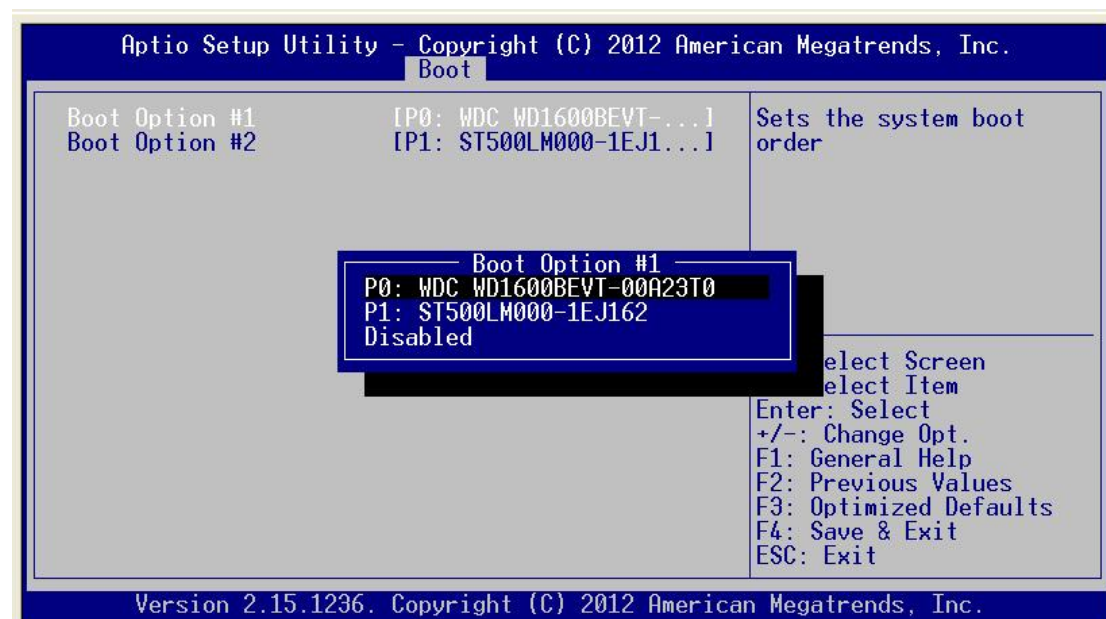 Aptio Setup Utility - Copyright (C) 2012 American Megatrends, Inc.
Boot
Boot Option #1 [P0: WDC WD1600BEVT-...]
Boot Option #2 [P1: ST500LM000-1EJ1...]
Sets the system boot
order
Boot Option #1
P0: WDC WD1600BEVT-00A23T0
P1: ST500LM000-1EJ162
Disabled
elect Screen
elect Item
Enter: Select
+/-: Change Opt.
F1: General Help
F2: Previous Values
F3: Optimized Defaults
F4: Save & Exit
ESC: Exit
Version 2.15.1236. Copyright (C) 2012 American Megatrends, Inc.